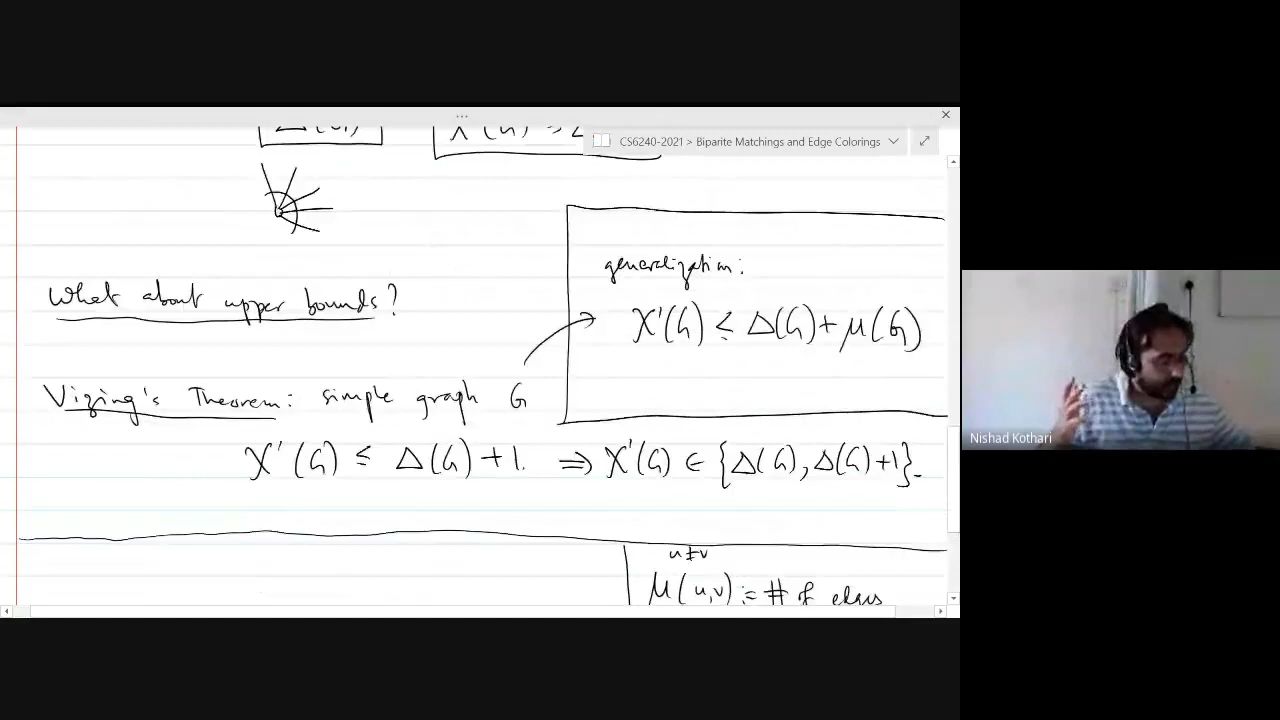 CS6240-2021 > Biparite Matchings and Edge Colorings
generalization:
χ'(G) ≤ Δ(G) + μ(G)
What about upper bounds?
Vizing's Theorem: simple graph G
χ'(G) ≤ Δ(G) + 1. ⇒ χ'(G) ∈ {Δ(G), Δ(G)+1}.
u≠v
μ(u,v) := # of edges
Nishad Kothari